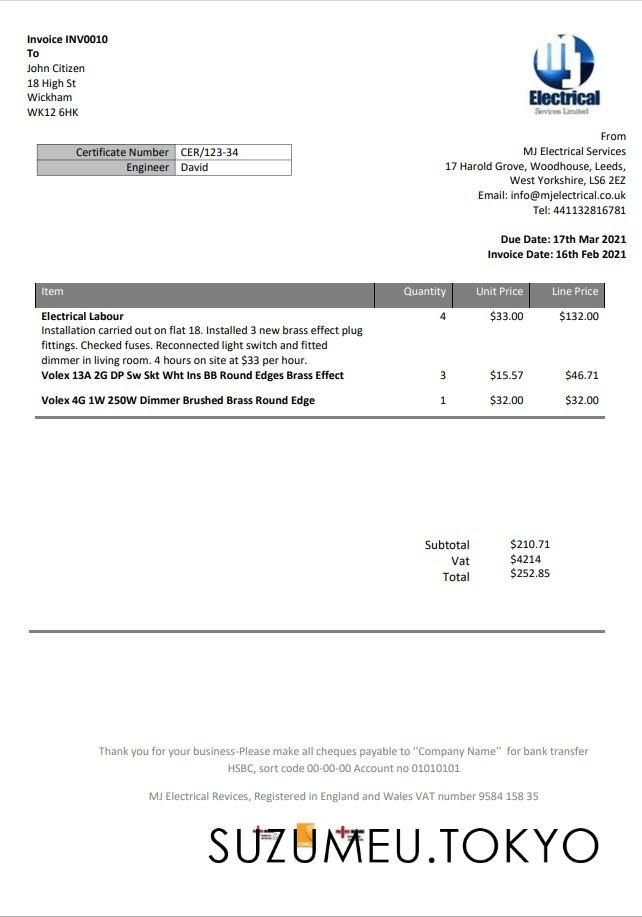 Invoice INV0010
To
John Citizen
18 High St
Wickham
WK12 6HK
Electrical
Sevices Limited
Certificate Number CER/123-34
Engineer David
From
MJ Electrical Services
17 Harold Grove, Woodhouse, Leeds,
West Yorkshire, LS6 2EZ
Email: info@mjelectrical.co.uk
Tel: 441132816781
Due Date: 17th Mar 2021
Invoice Date: 16th Feb 2021
Item Quantity Unit Price Line Price
Electrical Labour 4 $33.00 $132.00
Installation carried out on flat 18. Installed 3 new brass effect plug
fittings. Checked fuses. Reconnected light switch and fitted
dimmer in living room. 4 hours on site at $33 per hour.
Volex 13A 2G DP Sw Skt Wht Ins BB Round Edges Brass Effect 3 $15.57 $46.71
Volex 4G 1W 250W Dimmer Brushed Brass Round Edge 1 $32.00 $32.00
Subtotal $210.71
Vat $4214
Total $252.85
Thank you for your business-Please make all cheques payable to "Company Name" for bank transfer
HSBC, sort code 00-00-00 Account no 01010101
MJ Electrical Revices, Registered in England and Wales VAT number 9584 158 35
SUZUMEU.TOKYO